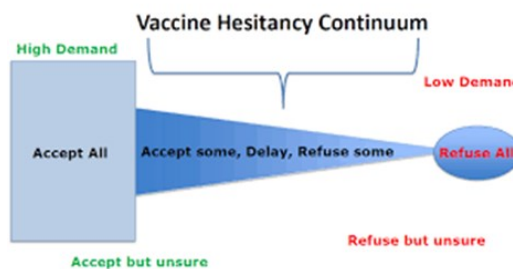 Vaccine Hesitancy Continuum
High Demand
Low Demand
Accept All
Accept some, Delay, Refuse some
Refuse All
Refuse but unsure
Accept but unsure